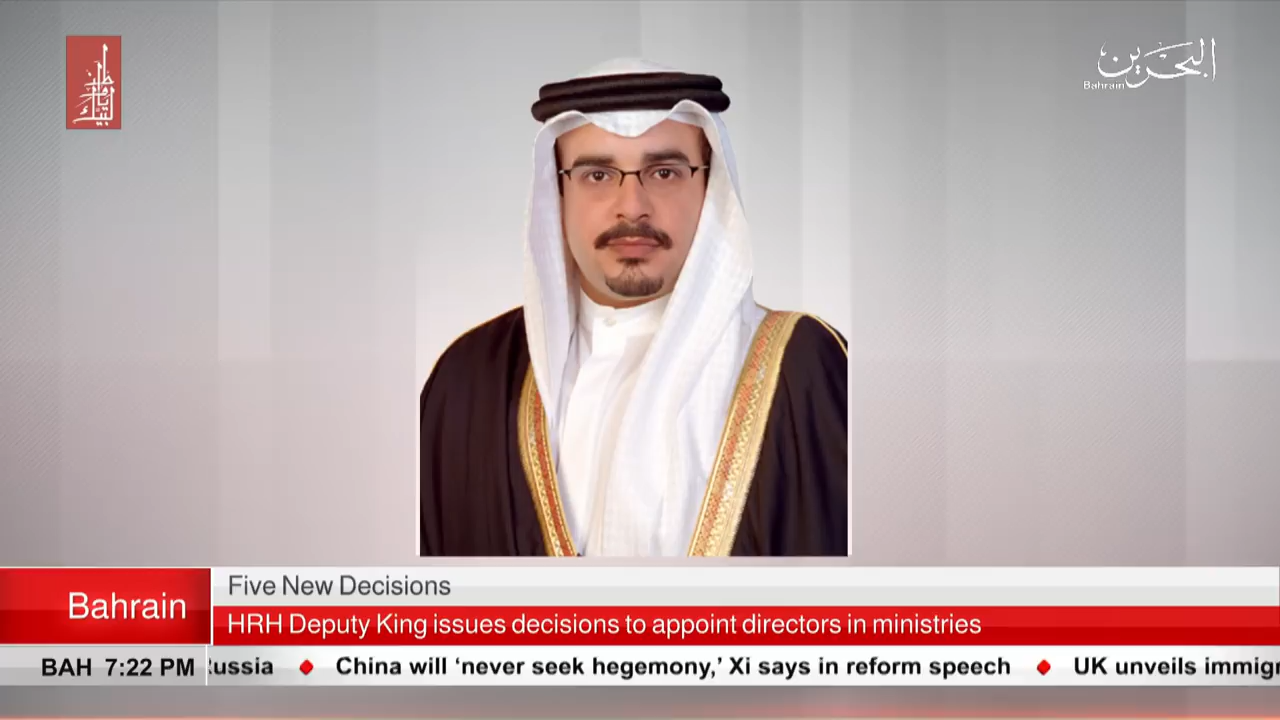 البحرين
Bahrain
Five New Decisions
Bahrain
HRH Deputy King issues decisions to appoint directors in ministries
BAH 7:22 PM
ussia ♦ China will ‘never seek hegemony,’ Xi says in reform speech ♦ UK unveils immigr